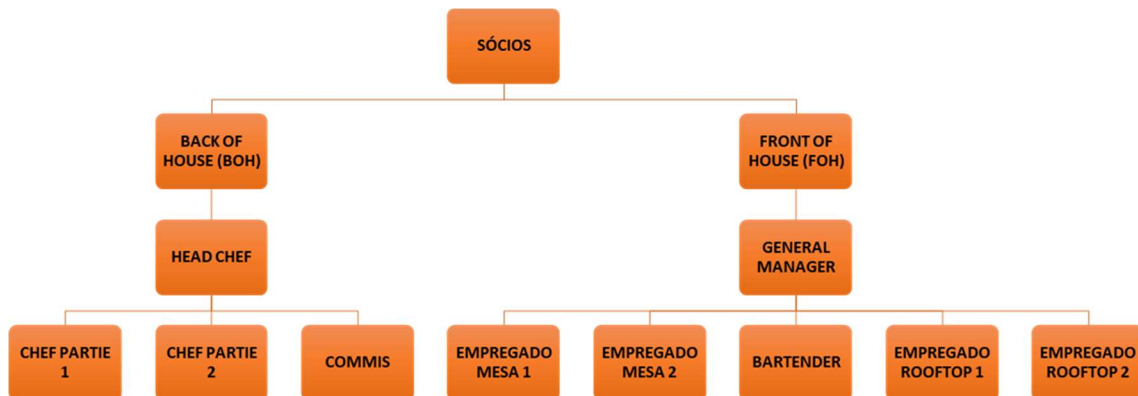 SÓCIOS
BACK OF
HOUSE (BOH)
FRONT OF
HOUSE (FOH)
HEAD CHEF
GENERAL
MANAGER
CHEF PARTIE
1
CHEF PARTIE
2
COMMIS
EMPREGADO
MESA 1
EMPREGADO
MESA 2
BARTENDER
EMPREGADO
ROOFTOP 1
EMPREGADO
ROOFTOP 2